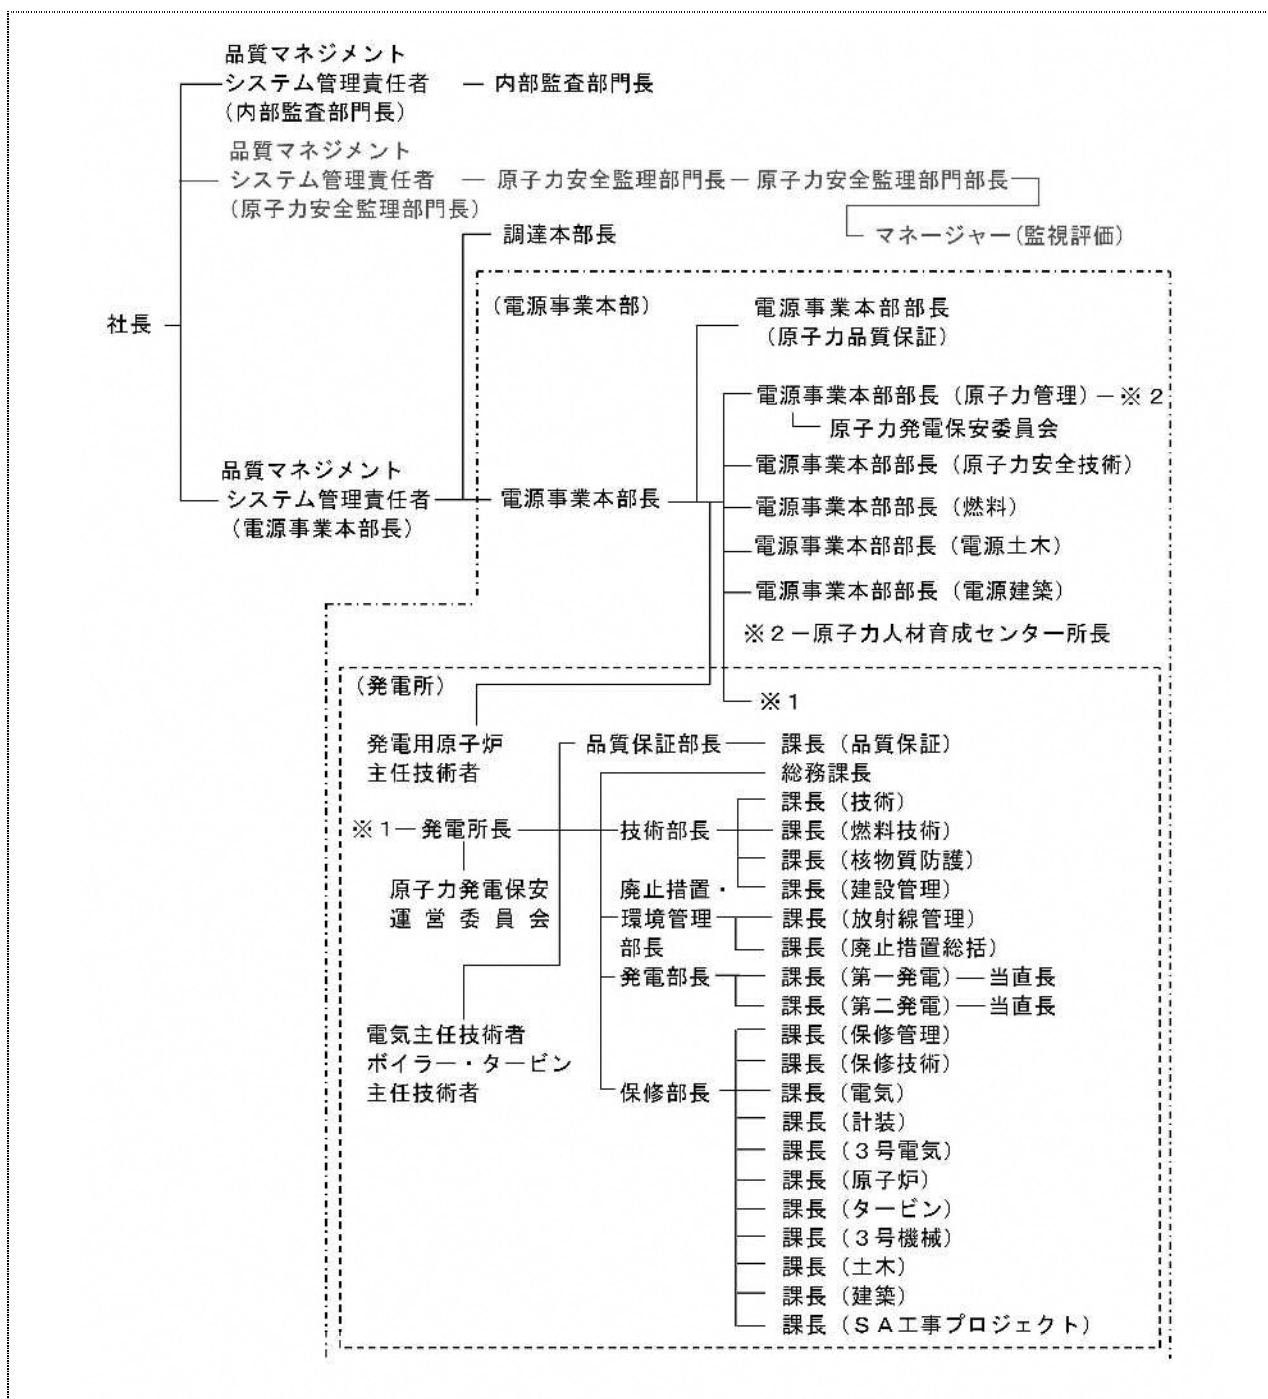 品質マネジメント
システム管理責任者 ― 内部監査部門長
(内部監査部門長)
品質マネジメント
システム管理責任者 ― 原子力安全監理部門長 ― 原子力安全監理部門部長
(原子力安全監理部門長)
マネージャー(監視評価)
調達本部長
(電源事業本部)
電源事業本部部長
(原子力品質保証)
社長
電源事業本部部長(原子力管理)－※2
原子力発電保安委員会
電源事業本部部長(原子力安全技術)
品質マネジメント
システム管理責任者
(電源事業本部長)
電源事業本部長
電源事業本部部長(燃料)
電源事業本部部長(電源土木)
電源事業本部部長(電源建築)
※2－原子力人材育成センター所長
(発電所)
※1
発電用原子炉
主任技術者
品質保証部長 ― 課長(品質保証)
総務課長
課長(技術)
※1－発電所長
技術部長
課長(燃料技術)
課長(核物質防護)
課長(建設管理)
原子力発電保安
運営委員会
廃止措置・
環境管理
部長
課長(放射線管理)
課長(廃止措置総括)
発電部長
課長(第一発電)―当直長
課長(第二発電)―当直長
電気主任技術者
ボイラー・タービン
主任技術者
課長(保修管理)
課長(保修技術)
保修部長
課長(電気)
課長(計装)
課長(3号電気)
課長(原子炉)
課長(タービン)
課長(3号機械)
課長(土木)
課長(建築)
課長(SA工事プロジェクト)